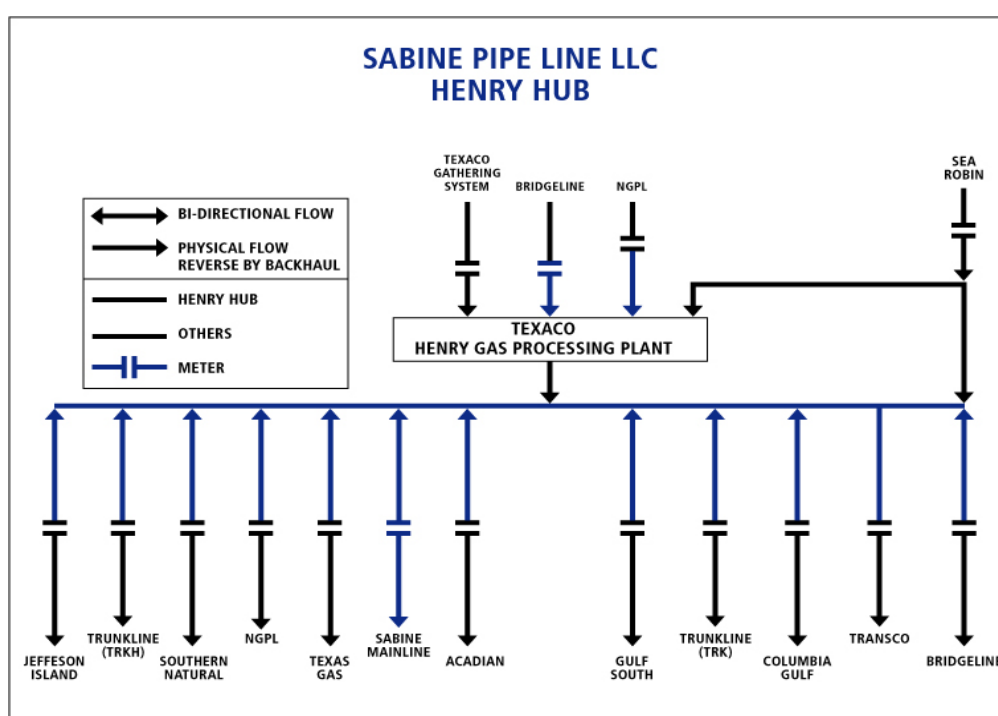 SABINE PIPE LINE LLC
HENRY HUB
TEXACO
GATHERING
SYSTEM
BRIDGELINE
NGPL
SEA
ROBIN
BI-DIRECTIONAL FLOW
PHYSICAL FLOW
REVERSE BY BACKHAUL
HENRY HUB
OTHERS
METER
TEXACO
HENRY GAS PROCESSING PLANT
JEFFESON
ISLAND
TRUNKLINE
(TRKH)
SOUTHERN
NATURAL
NGPL
TEXAS
GAS
SABINE
MAINLINE
ACADIAN
GULF
SOUTH
TRUNKLINE
(TRK)
COLUMBIA
GULF
TRANSCO
BRIDGELINE